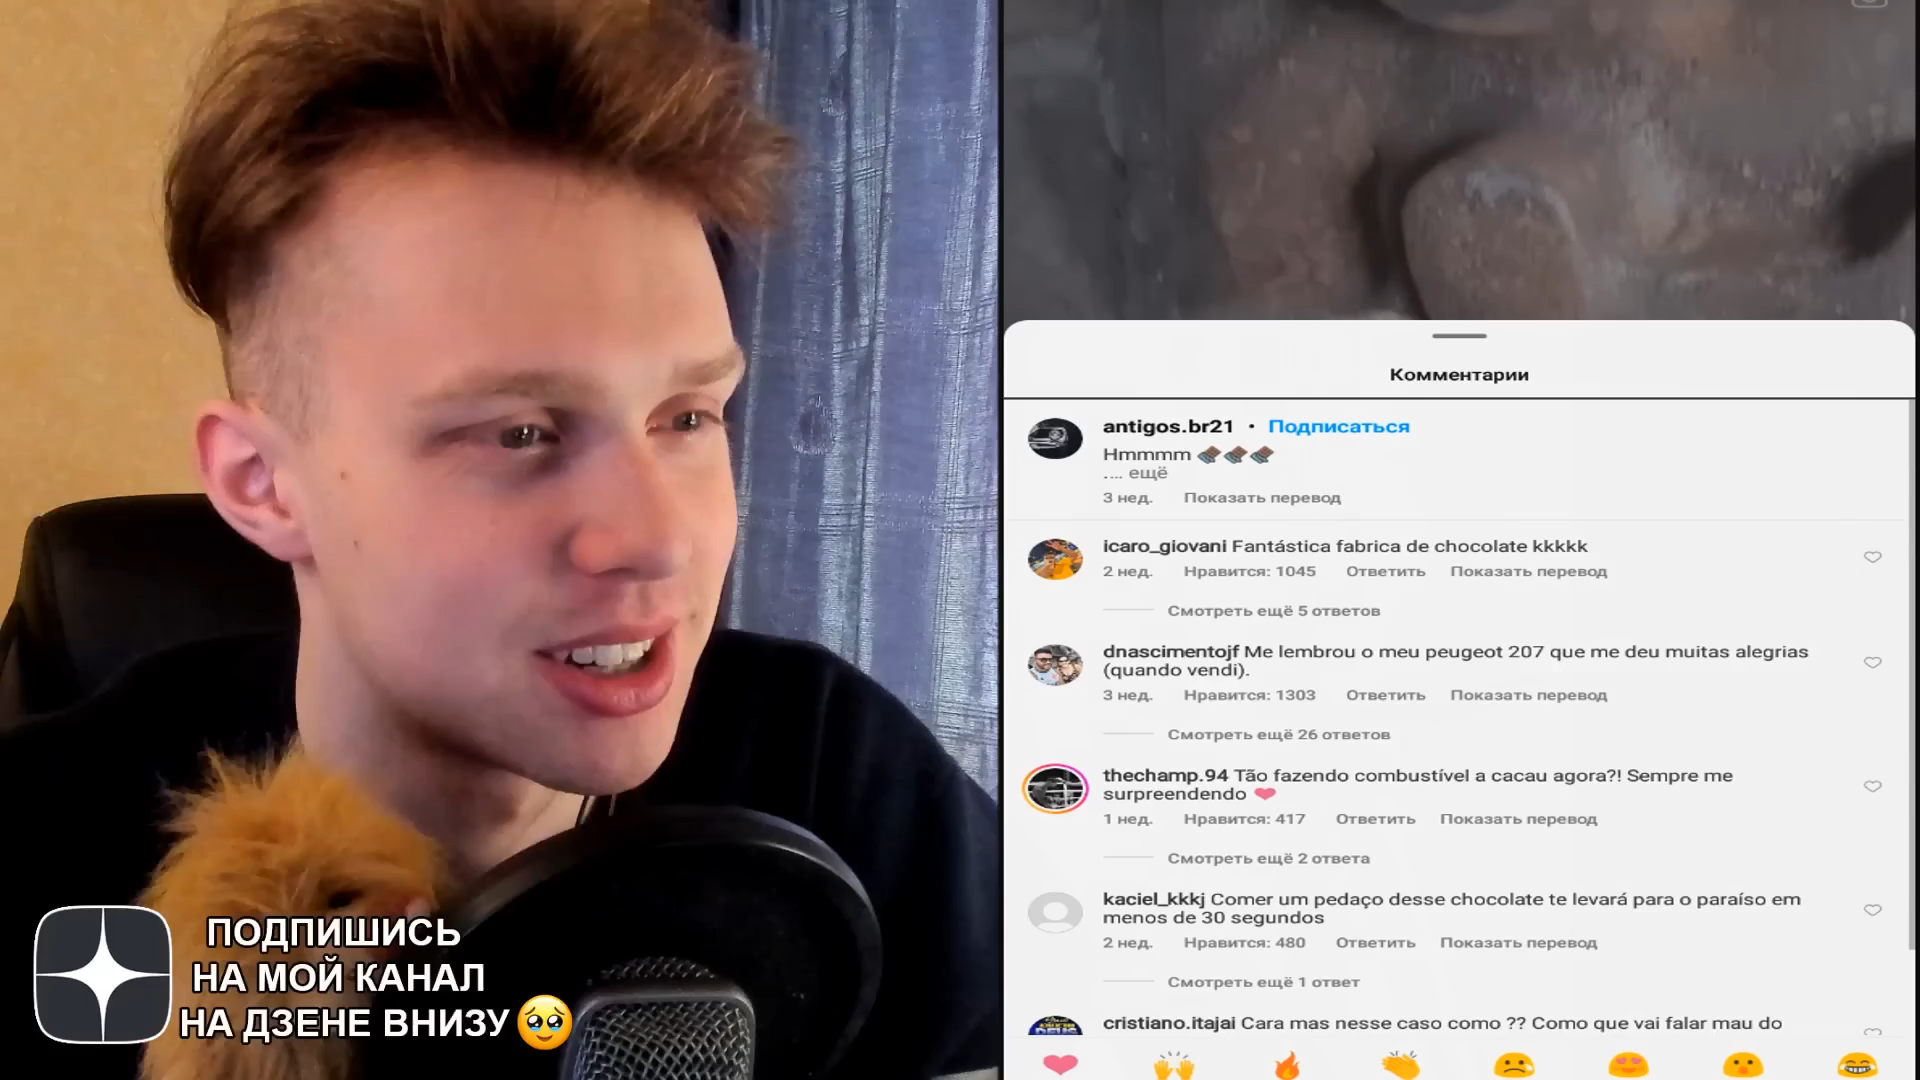 ПОДПИШИСЬ
НА МОЙ КАНАЛ
НА ДЗЕНЕ ВНИЗУ
Комментарии
antigos.br21 • Подписаться
Hmmmm
.... ещё
3 нед. Показать перевод
icaro_giovani Fantástica fabrica de chocolate kkkkk
2 нед. Нравится: 1045 Ответить Показать перевод
Смотреть ещё 5 ответов
dnascimentojf Me lembrou o meu peugeot 207 que me deu muitas alegrias
(quando vendi).
3 нед. Нравится: 1303 Ответить Показать перевод
Смотреть ещё 26 ответов
thechamp.94 Tão fazendo combustível a cacau agora?! Sempre me
surpreendendo
1 нед. Нравится: 417 Ответить Показать перевод
Смотреть ещё 2 ответа
kaciel_kkkj Comer um pedaço desse chocolate te levará para o paraíso em
menos de 30 segundos
2 нед. Нравится: 480 Ответить Показать перевод
Смотреть ещё 1 ответ
cristiano.itajai Cara mas nesse caso como ?? Como que vai falar mau do